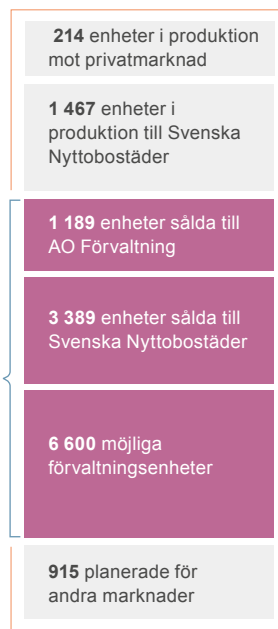 214 enheter i produktion
mot privatmarknad
1 467 enheter i
produktion till Svenska
Nyttobostäder
1 189 enheter sålda till
AO Förvaltning
3 389 enheter sålda till
Svenska Nyttobostäder
6 600 möjliga
förvaltningsenheter
915 planerade för
andra marknader